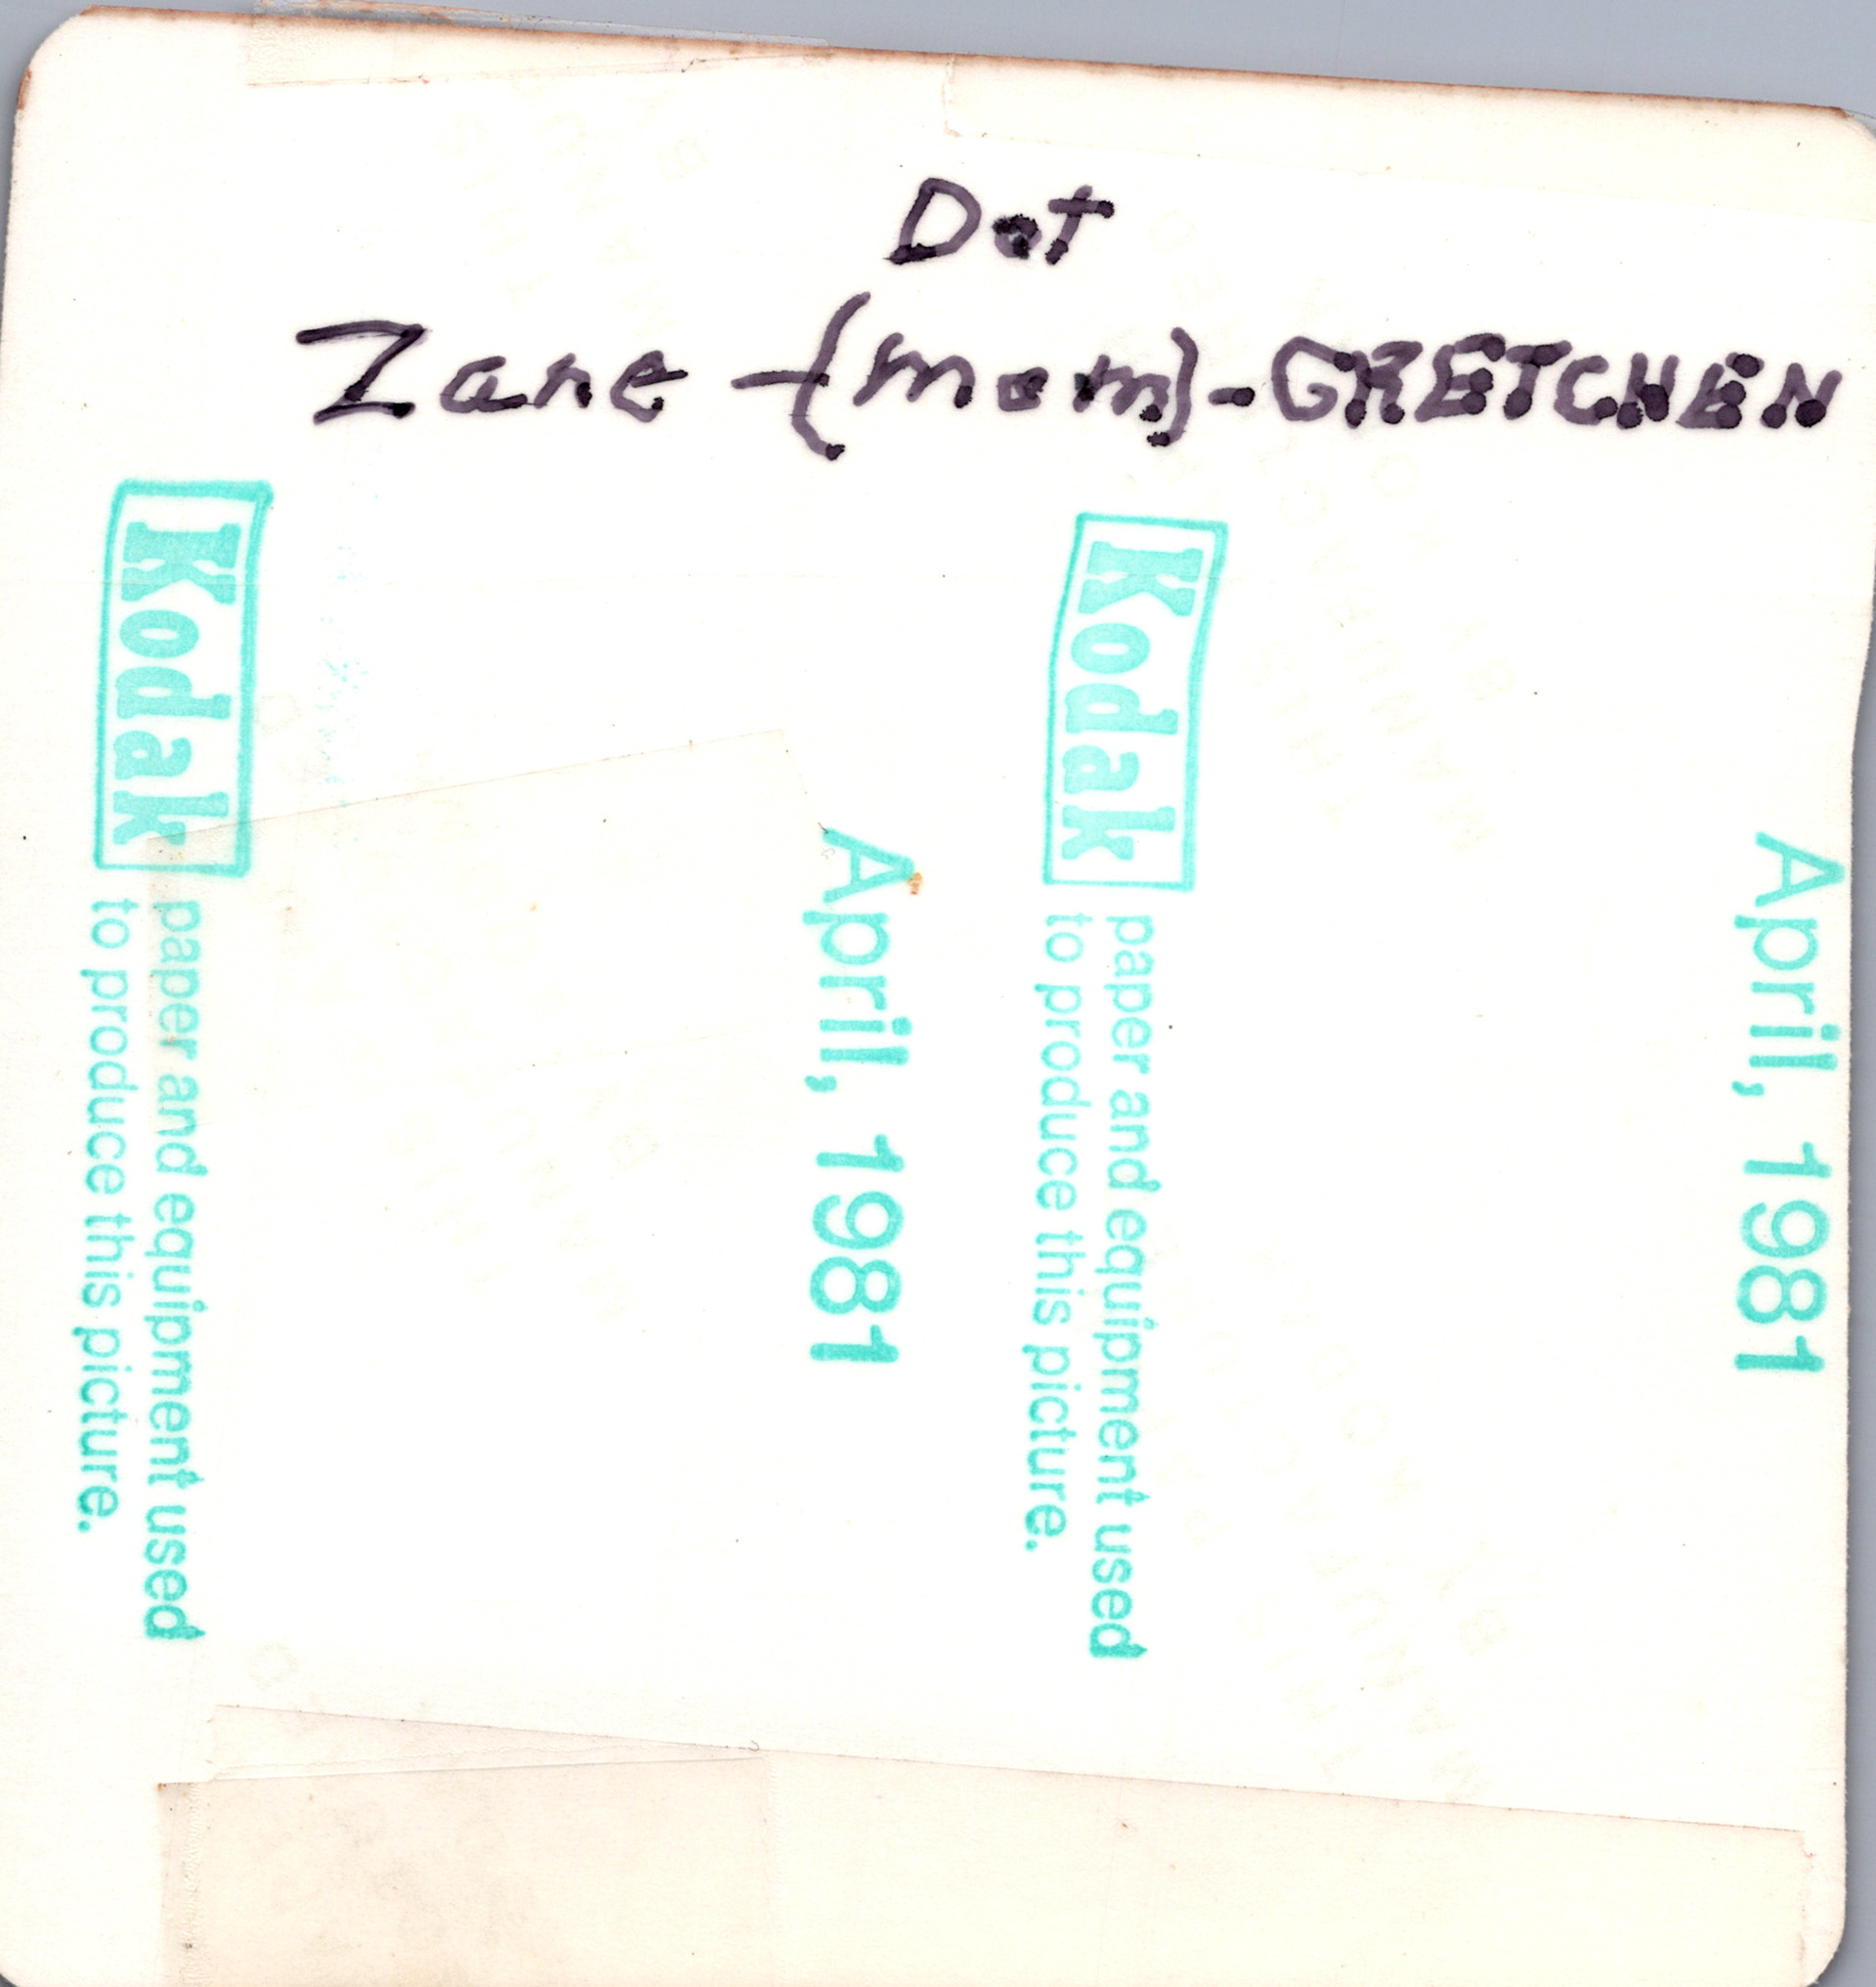 Dot
Zane -(mom)- GRETCHEN
Kodak
paper and equipment used
to produce this picture.
April, 1981
Kodak
paper and equipment used
to produce this picture.
April, 1981